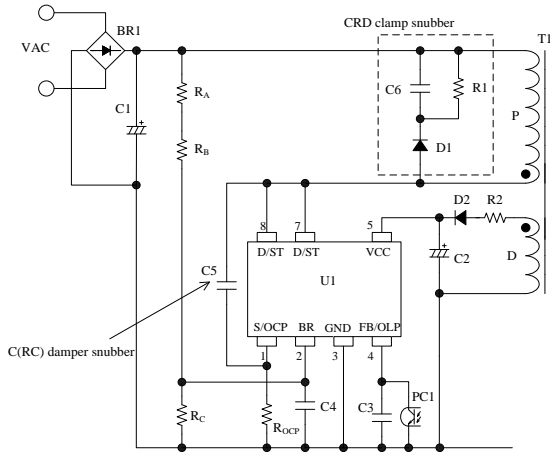 CRD clamp snubber
T1
VAC
BR1
C1
+
RA
RB
C6
R1
P
D1
D2
R2
8
7
5
D/ST
D/ST
VCC
C5
U1
+
C2
D
S/OCP
BR
GND
FB/OLP
1
2
3
4
C(RC) damper snubber
RC
ROCP
C4
C3
PC1